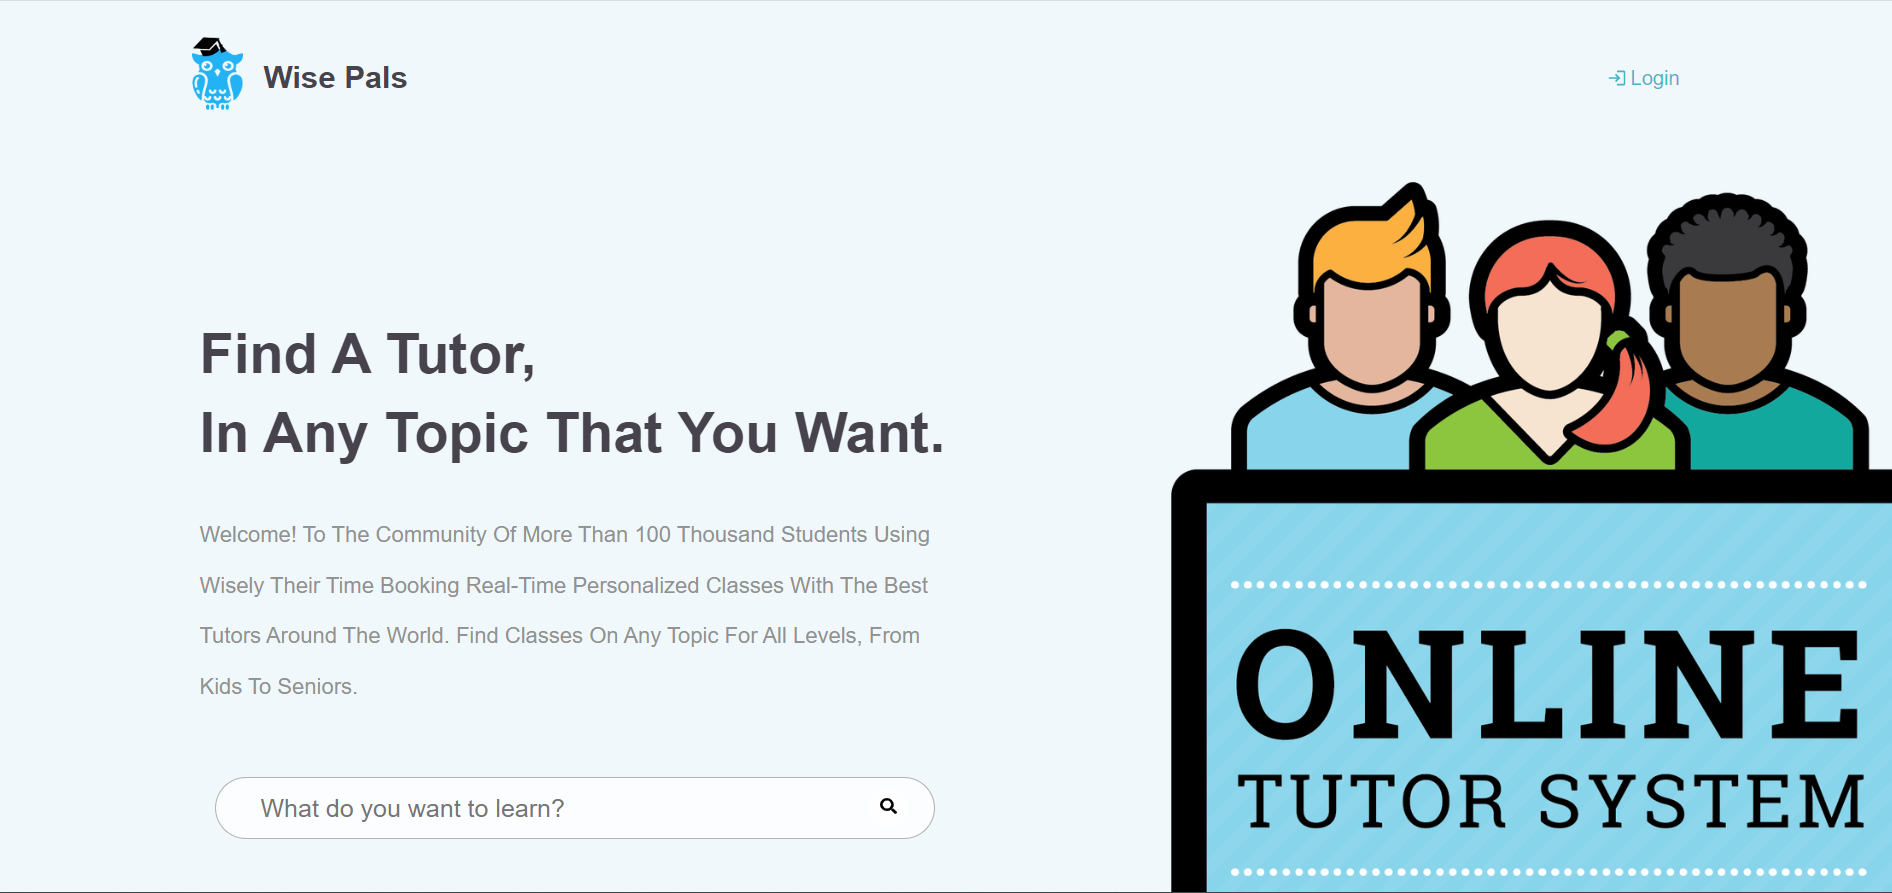 Wise Pals
Login
Find A Tutor,
In Any Topic That You Want.
Welcome! To The Community Of More Than 100 Thousand Students Using
Wisely Their Time Booking Real-Time Personalized Classes With The Best
Tutors Around The World. Find Classes On Any Topic For All Levels, From
Kids To Seniors.
What do you want to learn?
ONLINE
TUTOR SYSTEM